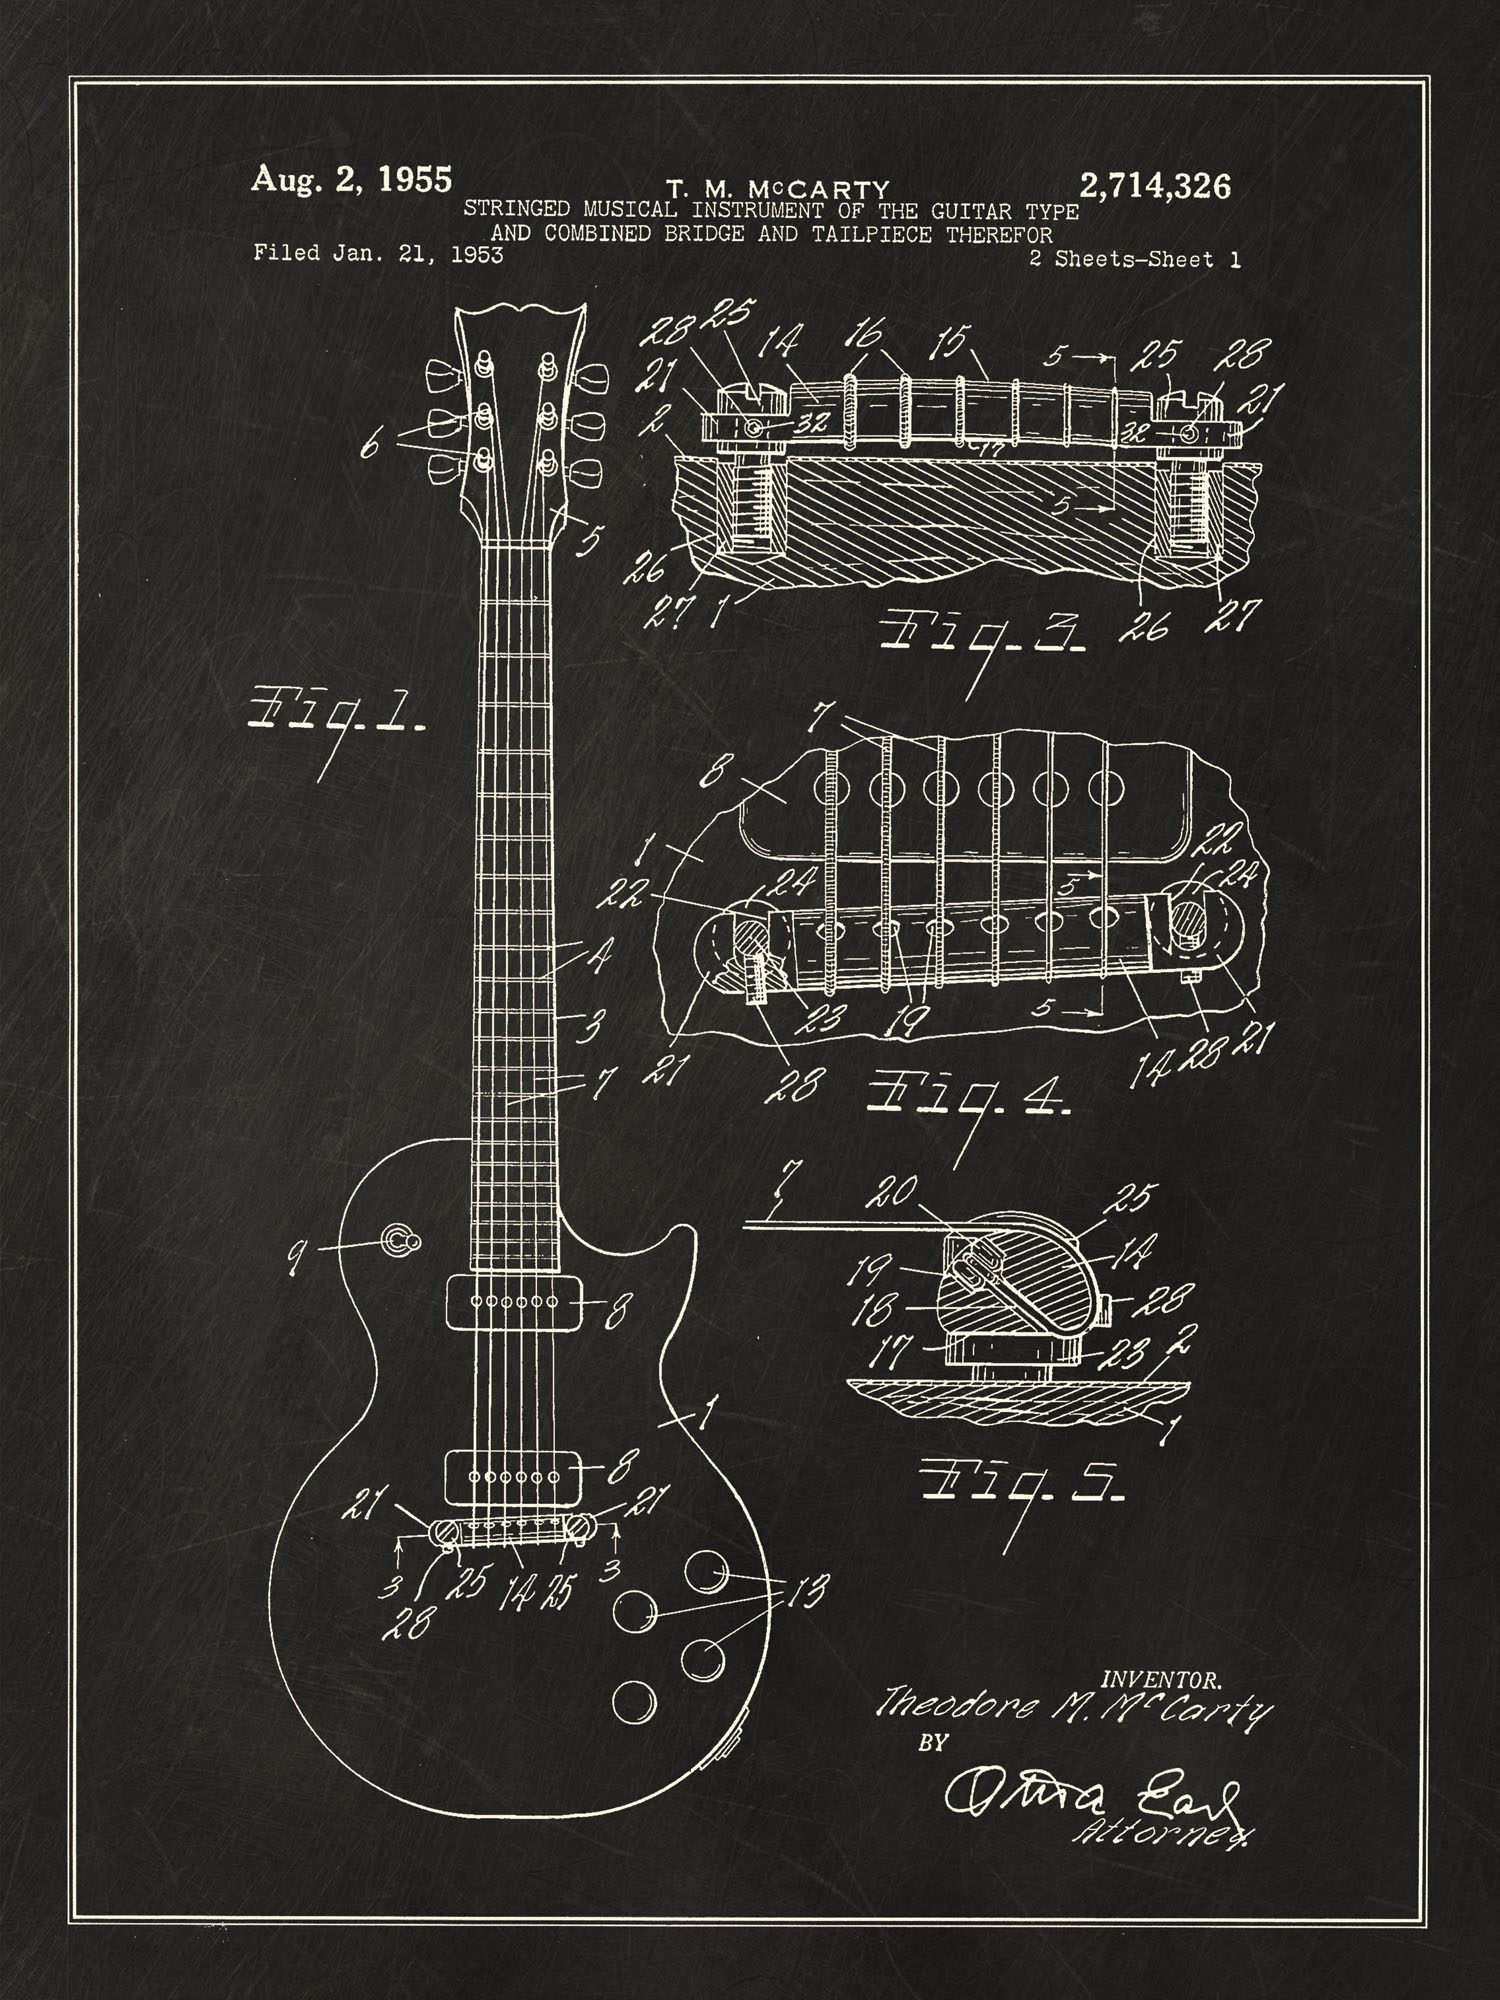 Aug. 2, 1955
T. M. McCARTY
2,714,326
STRINGED MUSICAL INSTRUMENT OF THE GUITAR TYPE
AND COMBINED BRIDGE AND TAILPIECE THEREFOR
Filed Jan. 21, 1953
2 Sheets-Sheet 1
28 25 14 16 15 5 25 28
21 21
2 32 32
17
6
5
5
26 26
27 1 27
Fig. 3.
Fig. 1.
7
8
1
22 24 5 22 24
4
3
23 19 5
7 21 28 14 28 21
Fig. 4.
7 20 25
9 19 14
8 18 28
17 23 2
1 1
Fig. 5.
8
21 21
3 25 14 25 3
28
13
INVENTOR.
Theodore M. McCarty
BY
Attorney.